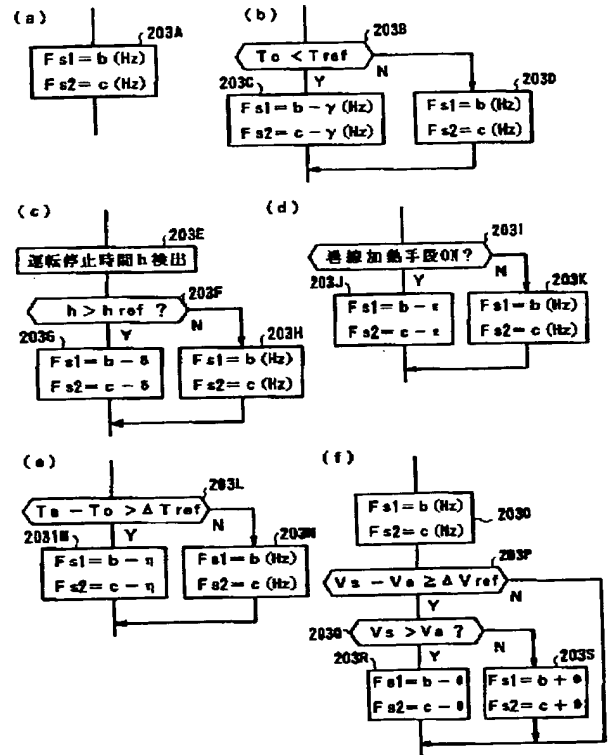 (a)
203A
Fs1=b(Hz)
Fs2=c(Hz)
(b)
203B
To<Tref
Y
N
203C
Fs1=b-γ(Hz)
Fs2=c-γ(Hz)
203D
Fs1=b(Hz)
Fs2=c(Hz)
(c)
203E
運転停止時間h検出
203F
h>href?
Y
N
203G
Fs1=b-δ
Fs2=c-δ
203H
Fs1=b(Hz)
Fs2=c(Hz)
(d)
203I
巻線加熱手段ON?
Y
N
203J
Fs1=b-ε
Fs2=c-ε
203K
Fs1=b(Hz)
Fs2=c(Hz)
(e)
203L
Ts-To>ΔTref
Y
N
203M
Fs1=b-η
Fs2=c-η
203N
Fs1=b(Hz)
Fs2=c(Hz)
(f)
Fs1=b(Hz)
Fs2=c(Hz)
203O
203P
Vs-Va≥ΔVref
N
Y
203Q
Vs>Va?
Y
N
203R
Fs1=b-θ
Fs2=c-θ
203S
Fs1=b+θ
Fs2=c+θ